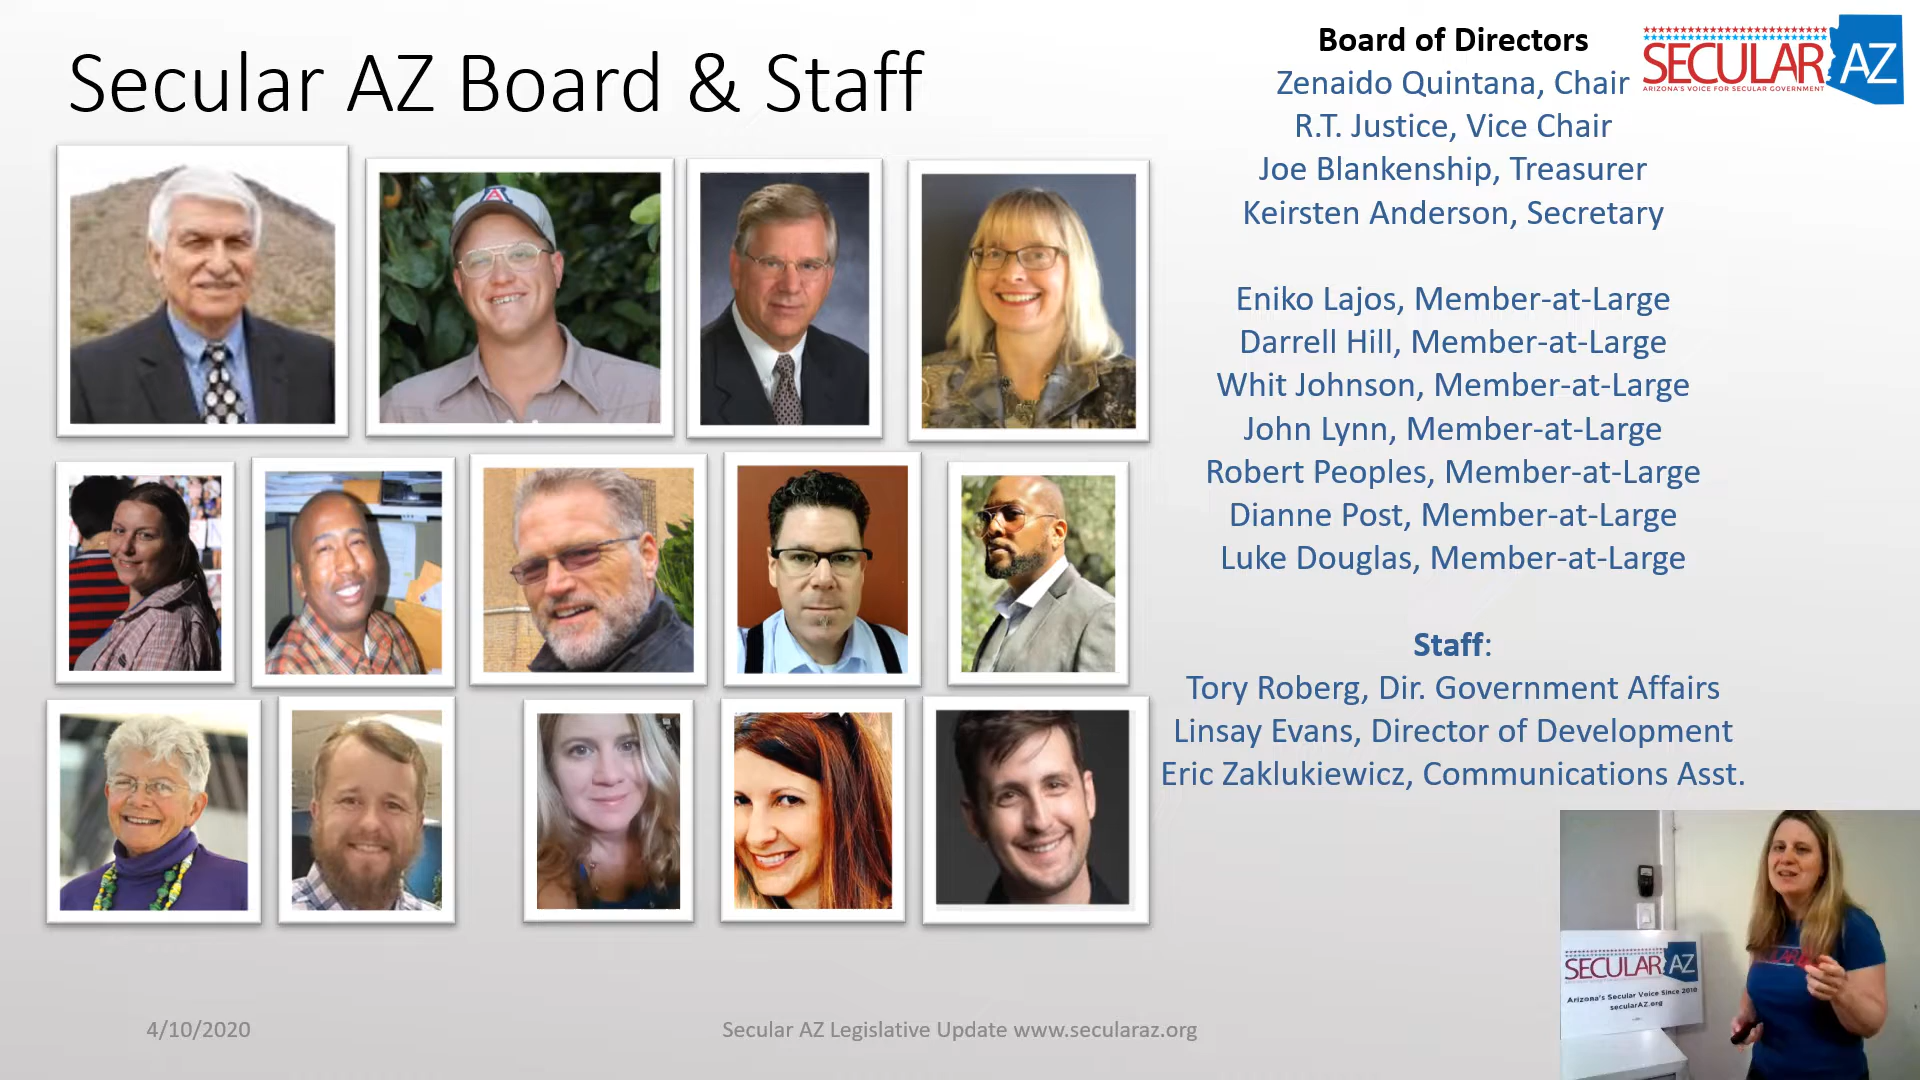 Secular AZ Board & Staff
Board of Directors
Zenaido Quintana, Chair
R.T. Justice, Vice Chair
Joe Blankenship, Treasurer
Keirsten Anderson, Secretary
Eniko Lajos, Member-at-Large
Darrell Hill, Member-at-Large
Whit Johnson, Member-at-Large
John Lynn, Member-at-Large
Robert Peoples, Member-at-Large
Dianne Post, Member-at-Large
Luke Douglas, Member-at-Large
Staff:
Tory Roberg, Dir. Government Affairs
Linsay Evans, Director of Development
Eric Zaklukiewicz, Communications Asst.
SECULAR AZ
ARIZONA'S VOICE FOR SECULAR GOVERNMENT
A
SECULAR AZ
Arizona's Secular Voice Since 2010
secularAZ.org
SECULAR
4/10/2020
Secular AZ Legislative Update www.secularaz.org